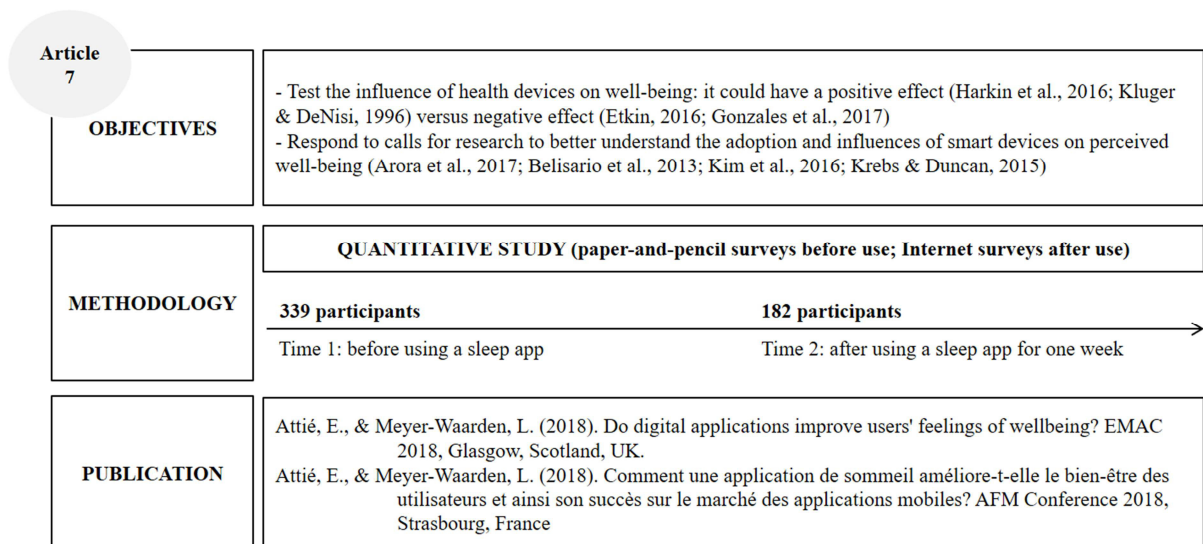 Article
7
OBJECTIVES
- Test the influence of health devices on well-being: it could have a positive effect (Harkin et al., 2016; Kluger
& DeNisi, 1996) versus negative effect (Etkin, 2016; Gonzales et al., 2017)
- Respond to calls for research to better understand the adoption and influences of smart devices on perceived
well-being (Arora et al., 2017; Belisario et al., 2013; Kim et al., 2016; Krebs & Duncan, 2015)
METHODOLOGY
QUANTITATIVE STUDY (paper-and-pencil surveys before use; Internet surveys after use)
339 participants
182 participants
Time 1: before using a sleep app
Time 2: after using a sleep app for one week
PUBLICATION
Attié, E., & Meyer-Waarden, L. (2018). Do digital applications improve users' feelings of wellbeing? EMAC
2018, Glasgow, Scotland, UK.
Attié, E., & Meyer-Waarden, L. (2018). Comment une application de sommeil améliore-t-elle le bien-être des
utilisateurs et ainsi son succès sur le marché des applications mobiles? AFM Conference 2018,
Strasbourg, France